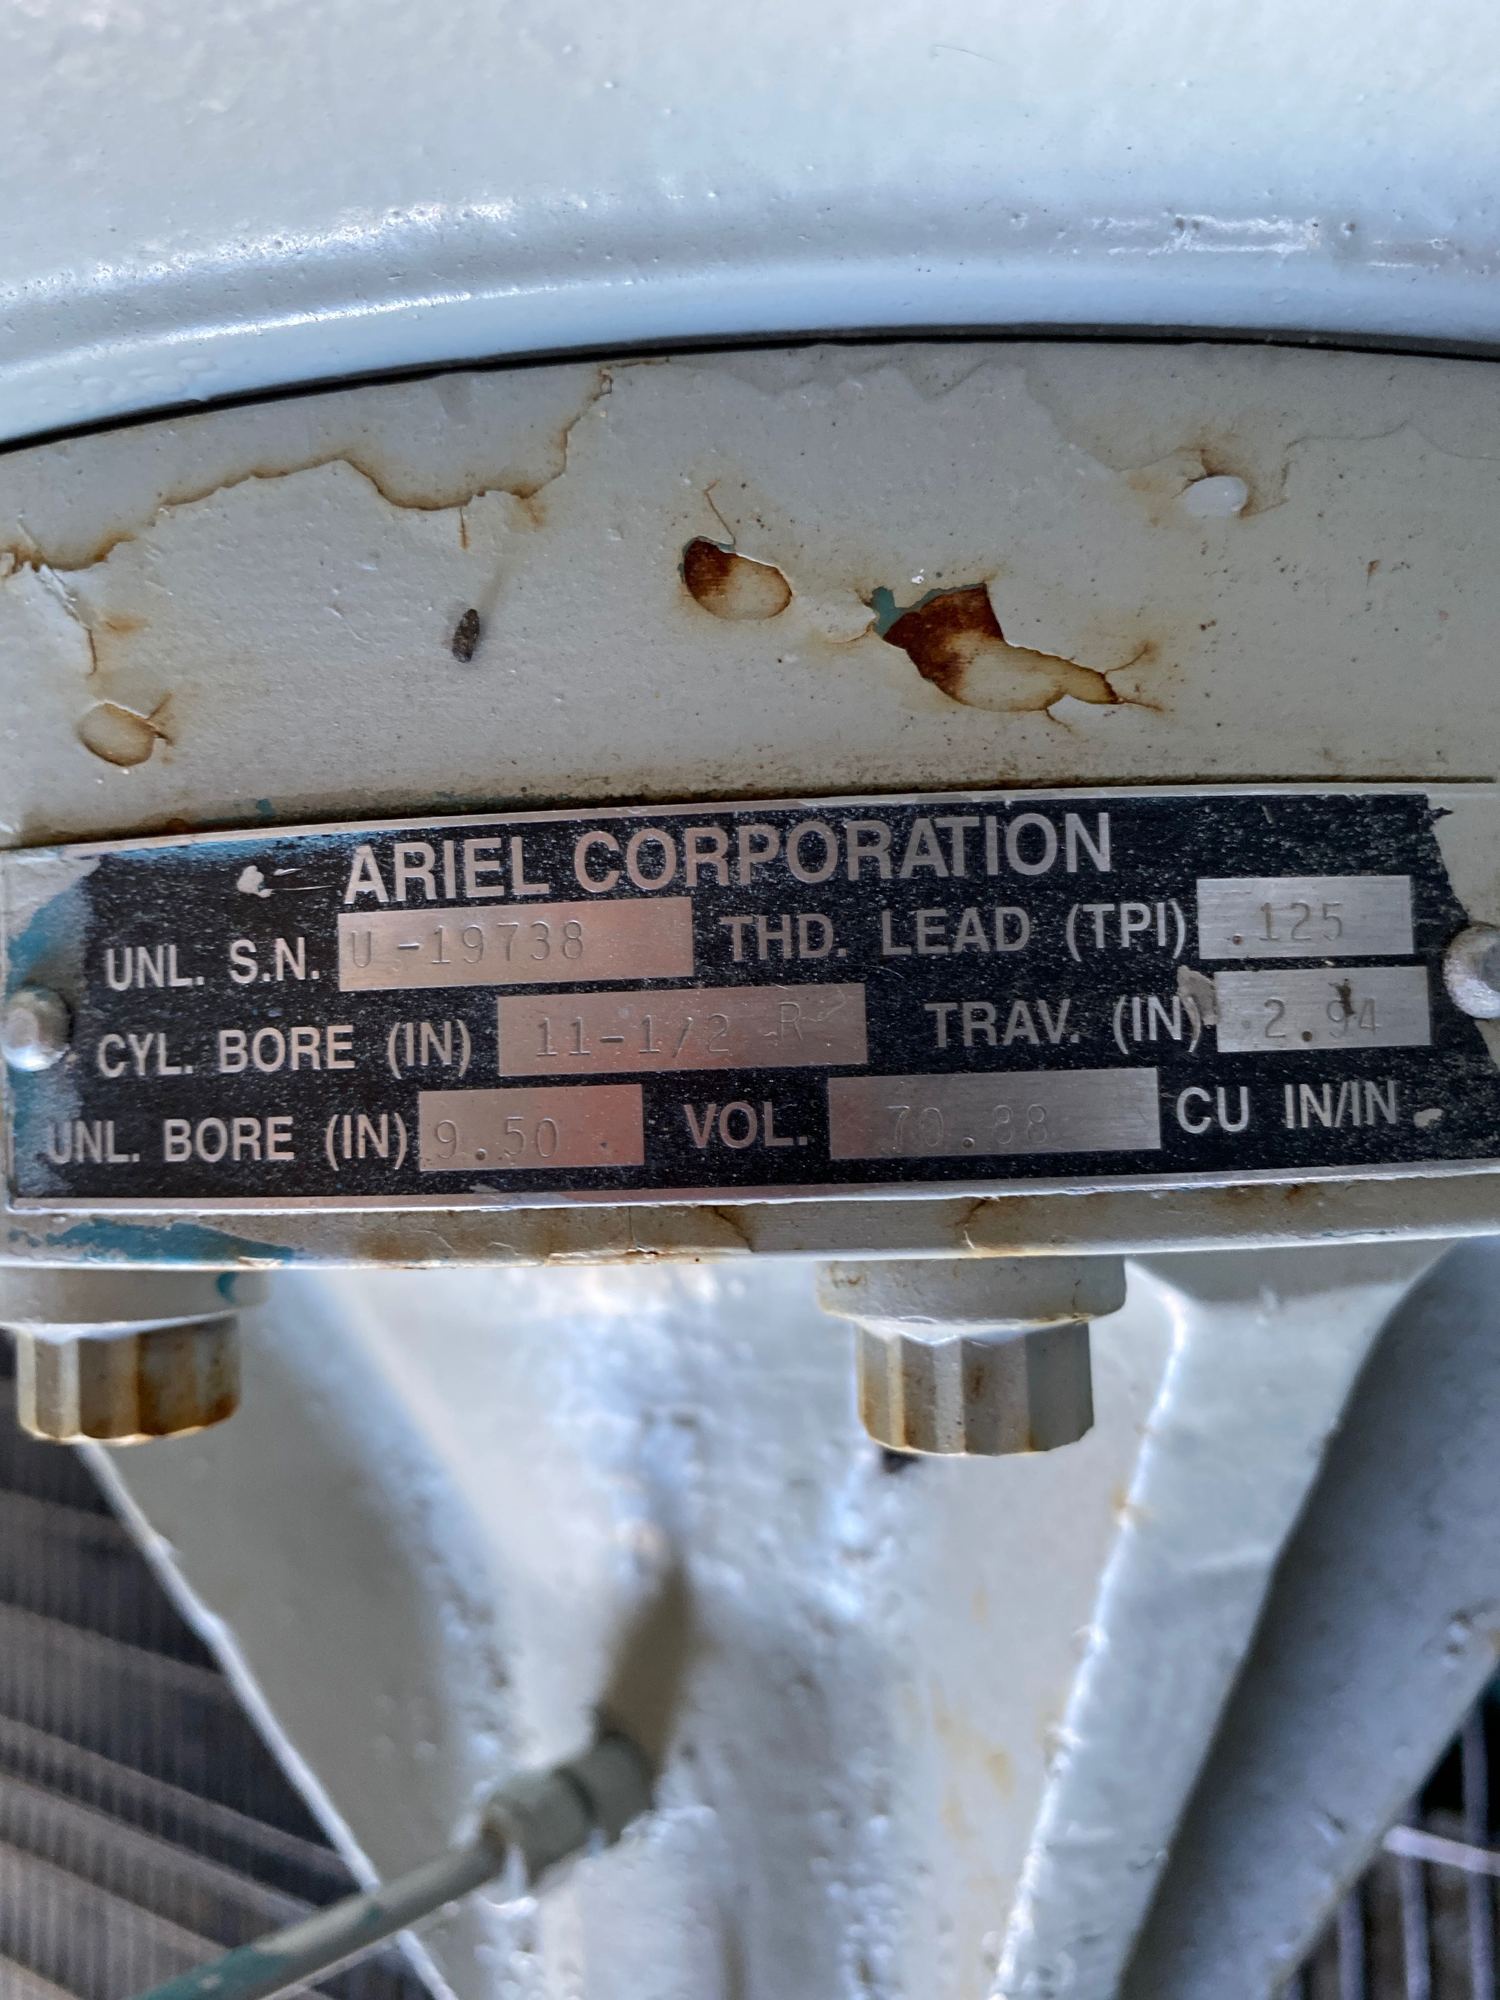 ARIEL CORPORATION
UNL. S.N. U-19738 THD. LEAD (TPI) .125
CYL. BORE (IN) 11-1/2 R TRAV. (IN) 2.94
UNL. BORE (IN) 9.50 VOL. 70.88 CU IN/IN